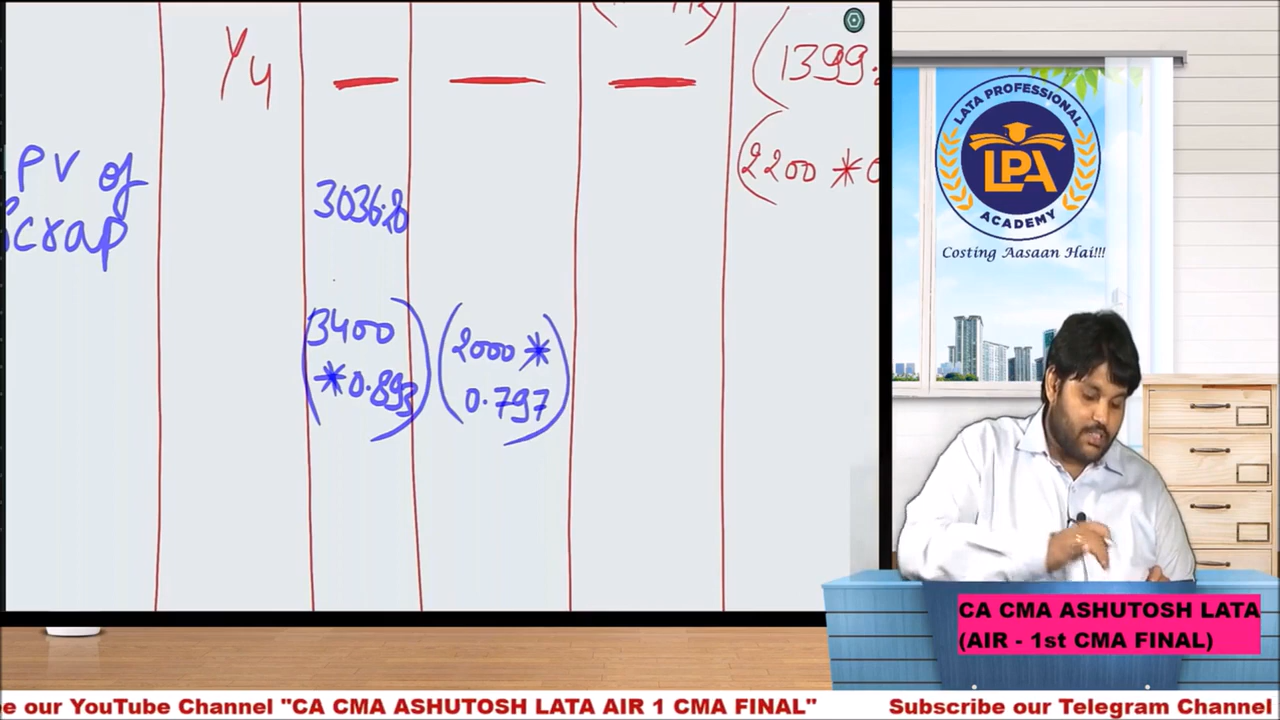 Y4
(1399.
(2200 * 0
PV of
Scrap
3036.20
(3400
* 0.893)
(2000 *
0.797)
LATA PROFESSIONAL
LPA
ACADEMY
Costing Aasaan Hai!!!
CA CMA ASHUTOSH LATA
(AIR - 1st CMA FINAL)
e our YouTube Channel "CA CMA ASHUTOSH LATA AIR 1 CMA FINAL" Subscribe our Telegram Channel